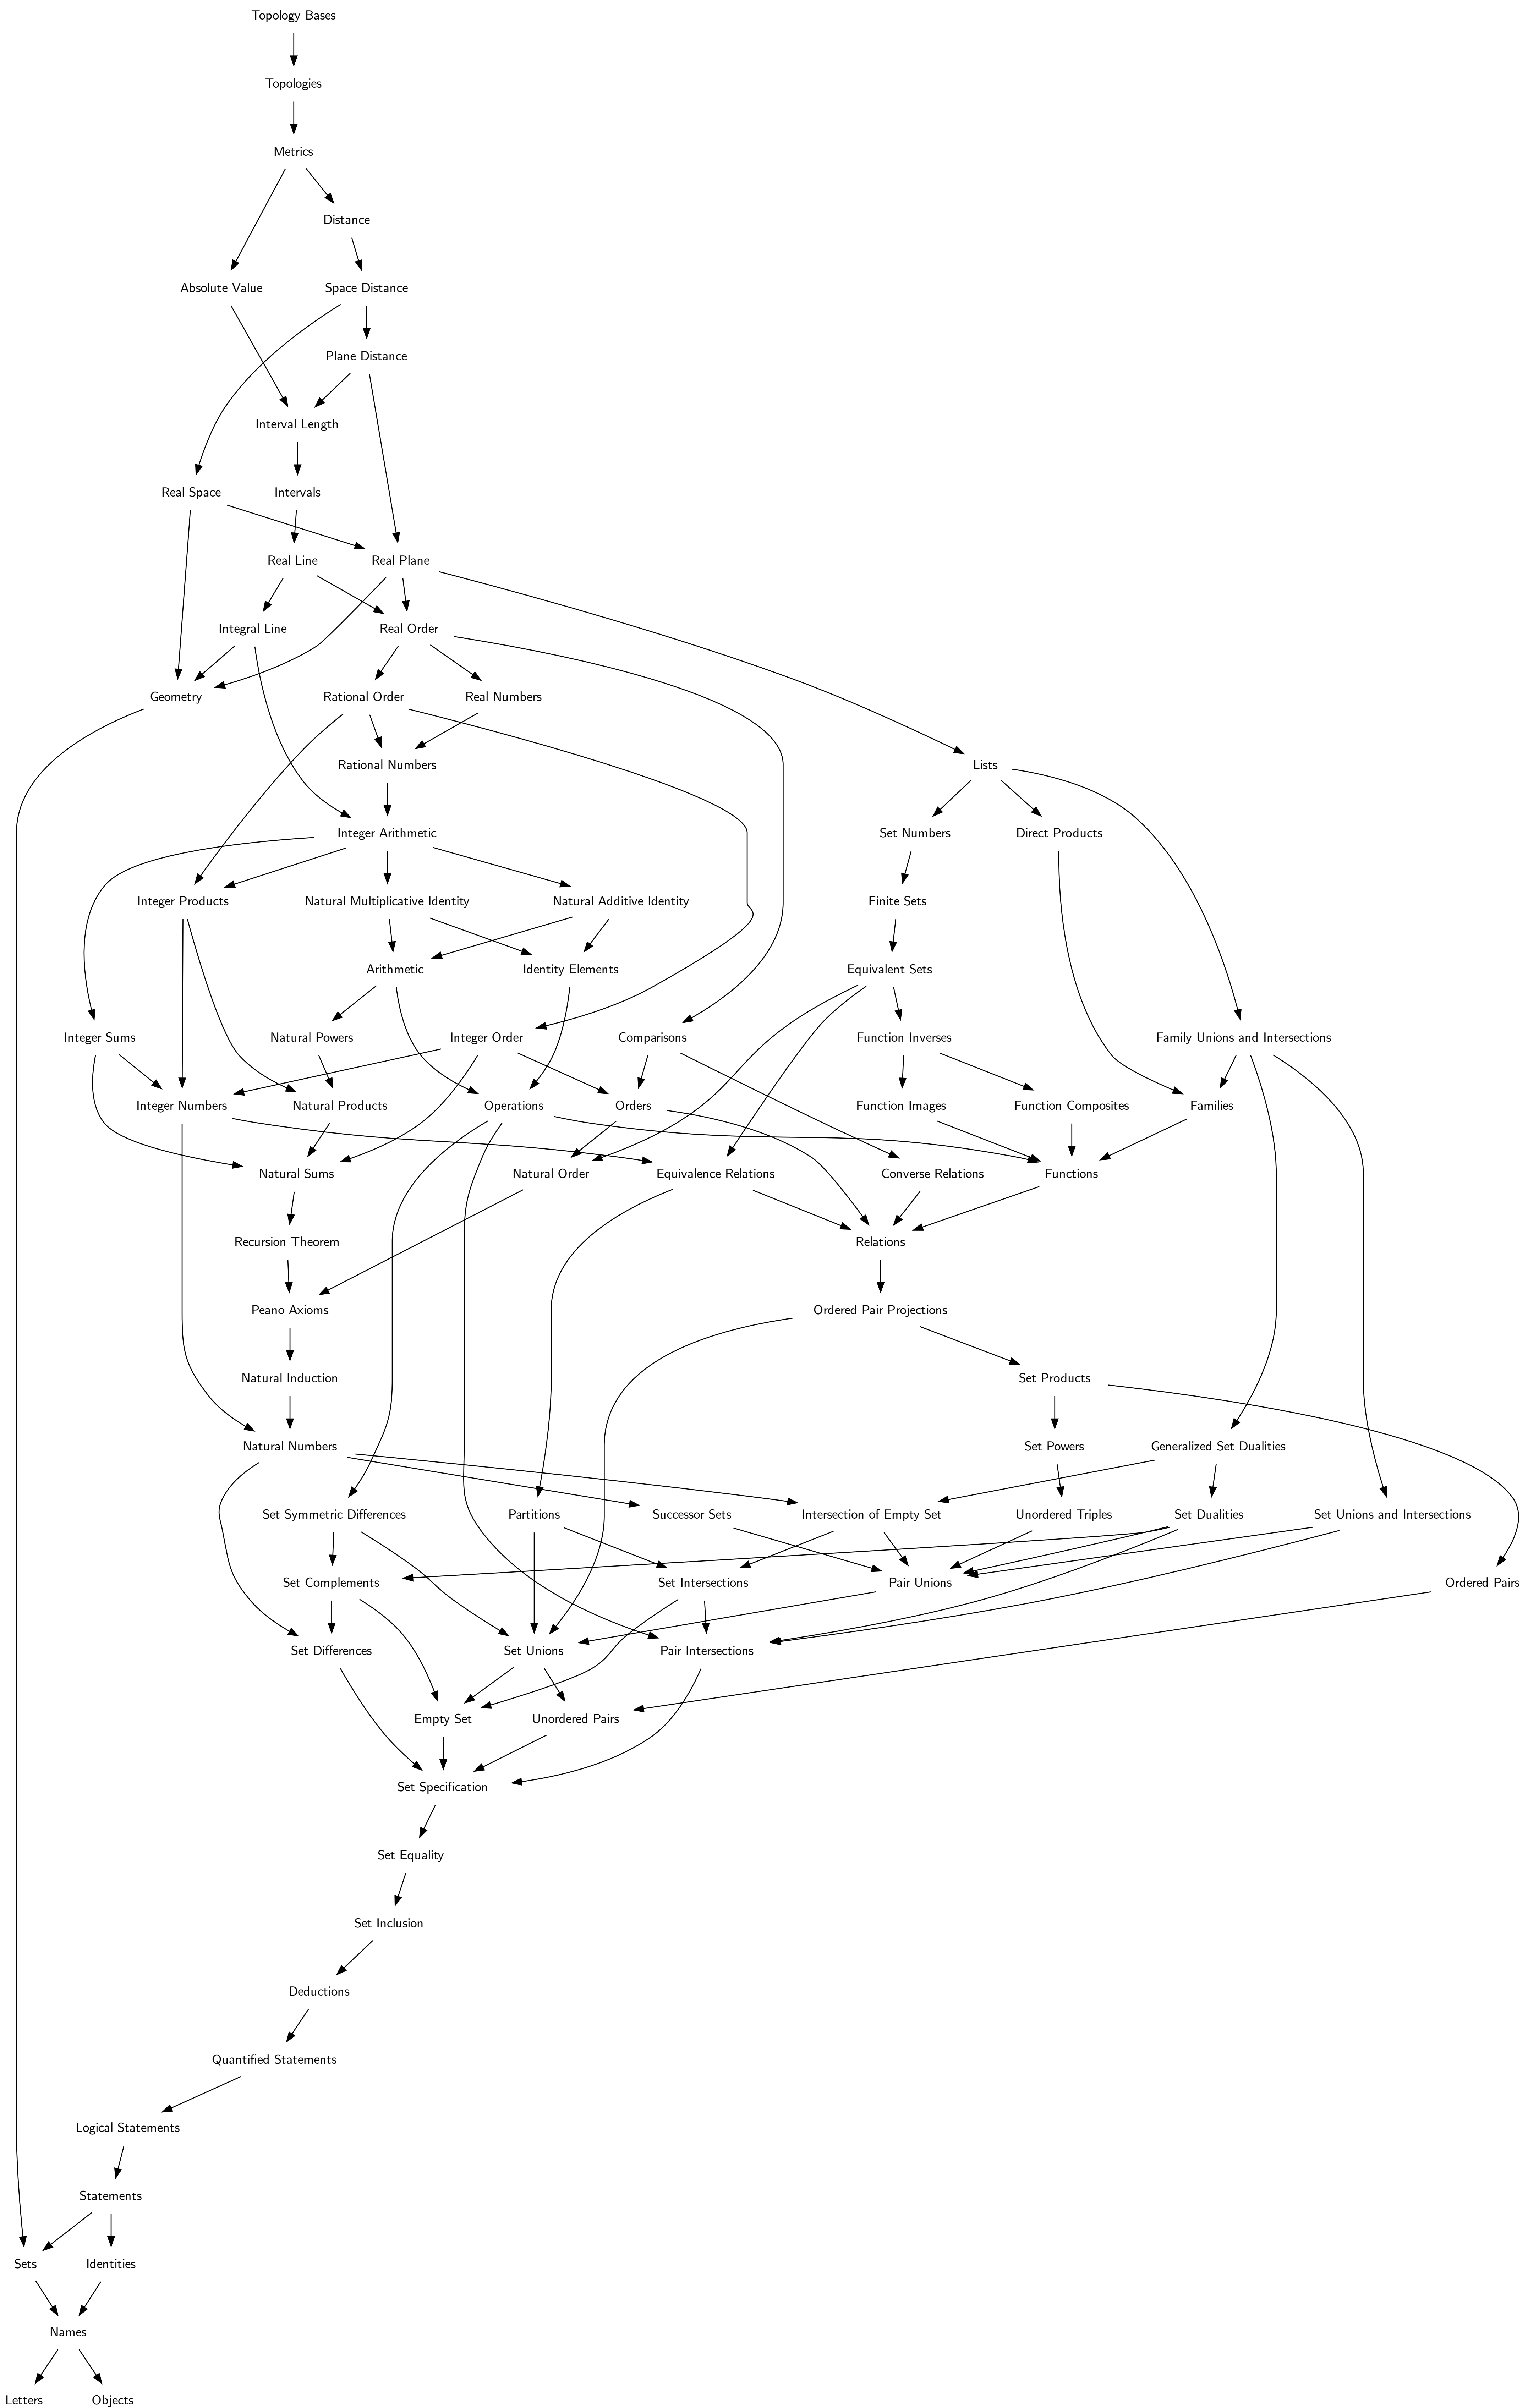 Topology Bases
Topologies
Metrics
Distance
Absolute Value
Space Distance
Plane Distance
Interval Length
Real Space
Intervals
Real Line
Real Plane
Integral Line
Real Order
Geometry
Rational Order
Real Numbers
Rational Numbers
Lists
Integer Arithmetic
Set Numbers
Direct Products
Integer Products
Natural Multiplicative Identity
Natural Additive Identity
Finite Sets
Arithmetic
Identity Elements
Equivalent Sets
Integer Sums
Natural Powers
Integer Order
Comparisons
Function Inverses
Family Unions and Intersections
Integer Numbers
Natural Products
Operations
Orders
Function Images
Function Composites
Families
Natural Sums
Natural Order
Equivalence Relations
Converse Relations
Functions
Recursion Theorem
Relations
Peano Axioms
Ordered Pair Projections
Natural Induction
Set Products
Natural Numbers
Set Powers
Generalized Set Dualities
Set Symmetric Differences
Partitions
Successor Sets
Intersection of Empty Set
Unordered Triples
Set Dualities
Set Unions and Intersections
Set Complements
Set Intersections
Pair Unions
Ordered Pairs
Set Differences
Set Unions
Pair Intersections
Empty Set
Unordered Pairs
Set Specification
Set Equality
Set Inclusion
Deductions
Quantified Statements
Logical Statements
Statements
Sets
Identities
Names
Letters
Objects